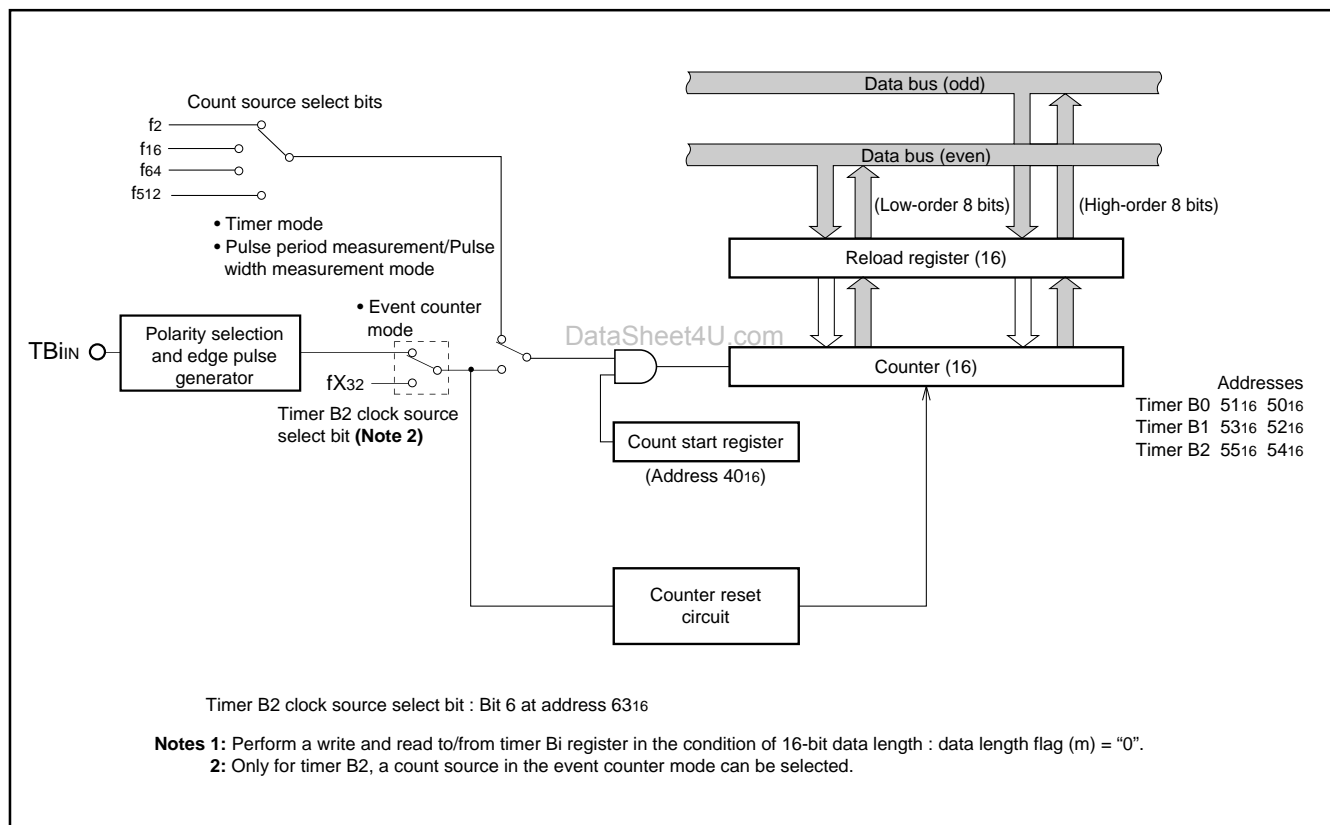 Count source select bits
f2
f16
f64
f512
• Timer mode
• Pulse period measurement/Pulse
width measurement mode
Data bus (odd)
Data bus (even)
(Low-order 8 bits)
(High-order 8 bits)
Reload register (16)
• Event counter
mode
DataSheet4U.com
TBiIN
Polarity selection
and edge pulse
generator
fX32
Timer B2 clock source
select bit (Note 2)
Counter (16)
Count start register
(Address 4016)
Addresses
Timer B0 5116 5016
Timer B1 5316 5216
Timer B2 5516 5416
Counter reset
circuit
Timer B2 clock source select bit : Bit 6 at address 6316
Notes 1: Perform a write and read to/from timer Bi register in the condition of 16-bit data length : data length flag (m) = “0”.
2: Only for timer B2, a count source in the event counter mode can be selected.